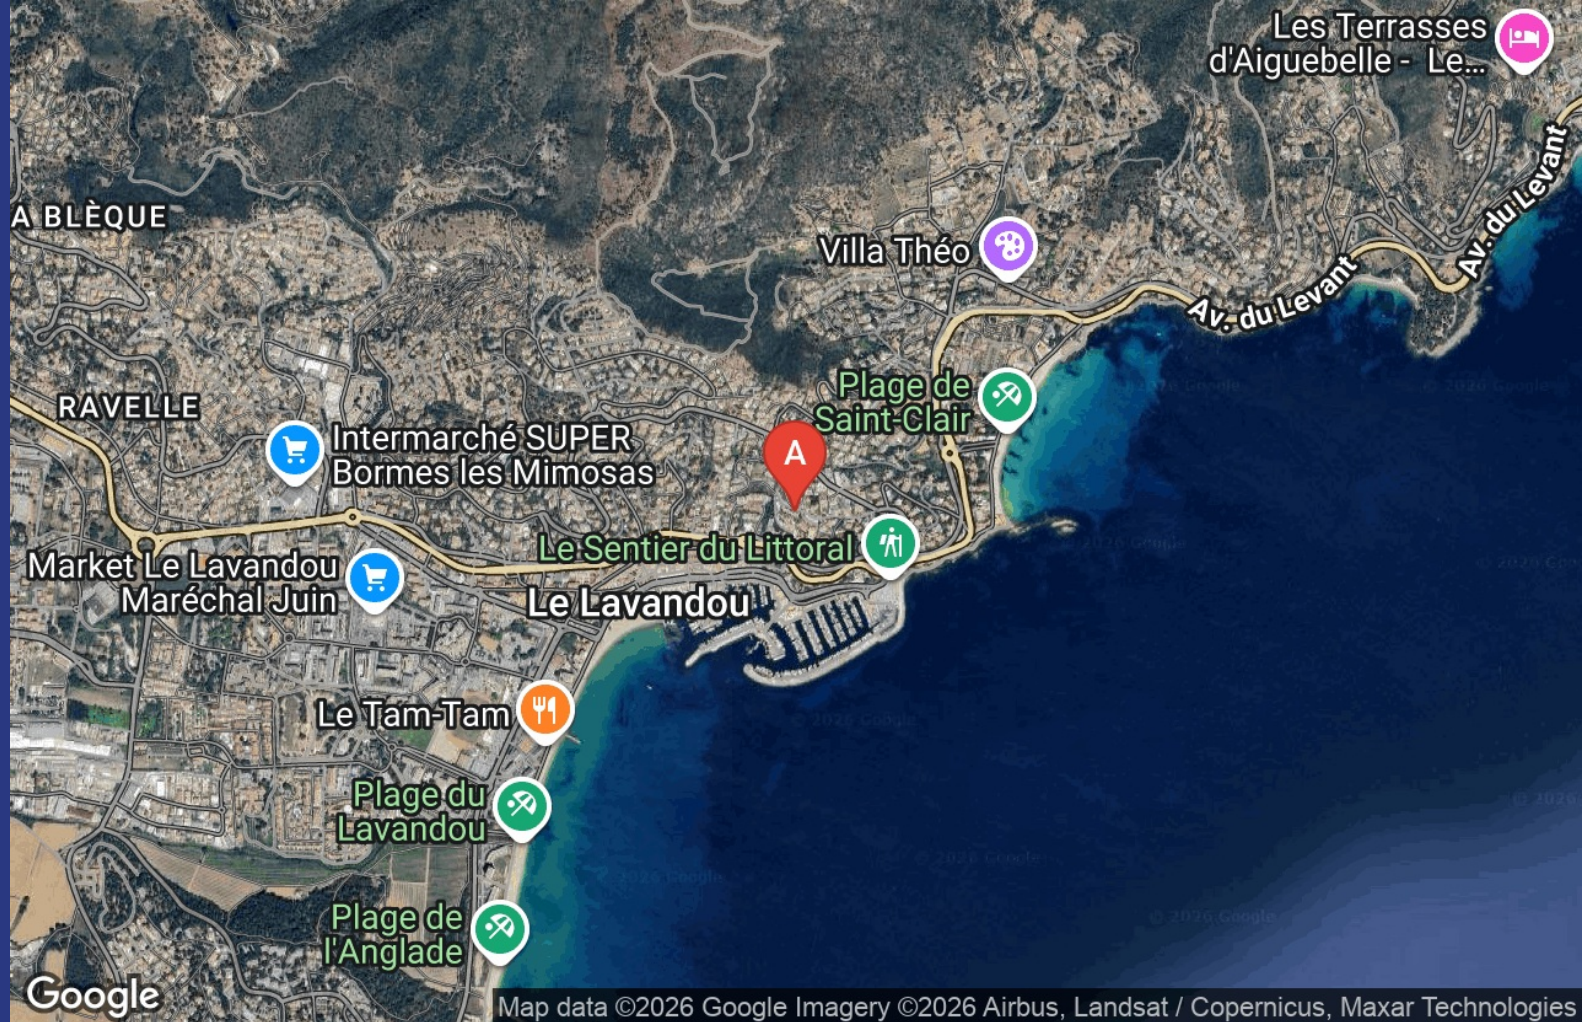 Les Terrasses
d'Aiguebelle - Le...
Av. du Levant
A BLÈQUE
Villa Théo
Av. du Levant
Plage de
Saint-Clair
RAVELLE
A
Intermarché SUPER
Bormes les Mimosas
Le Sentier du Littoral
Market Le Lavandou
Maréchal Juin
Le Lavandou
Le Tam-Tam
Plage du
Lavandou
Plage de
l'Anglade
Google
Map data ©2026 Google Imagery ©2026 Airbus, Landsat / Copernicus, Maxar Technologies